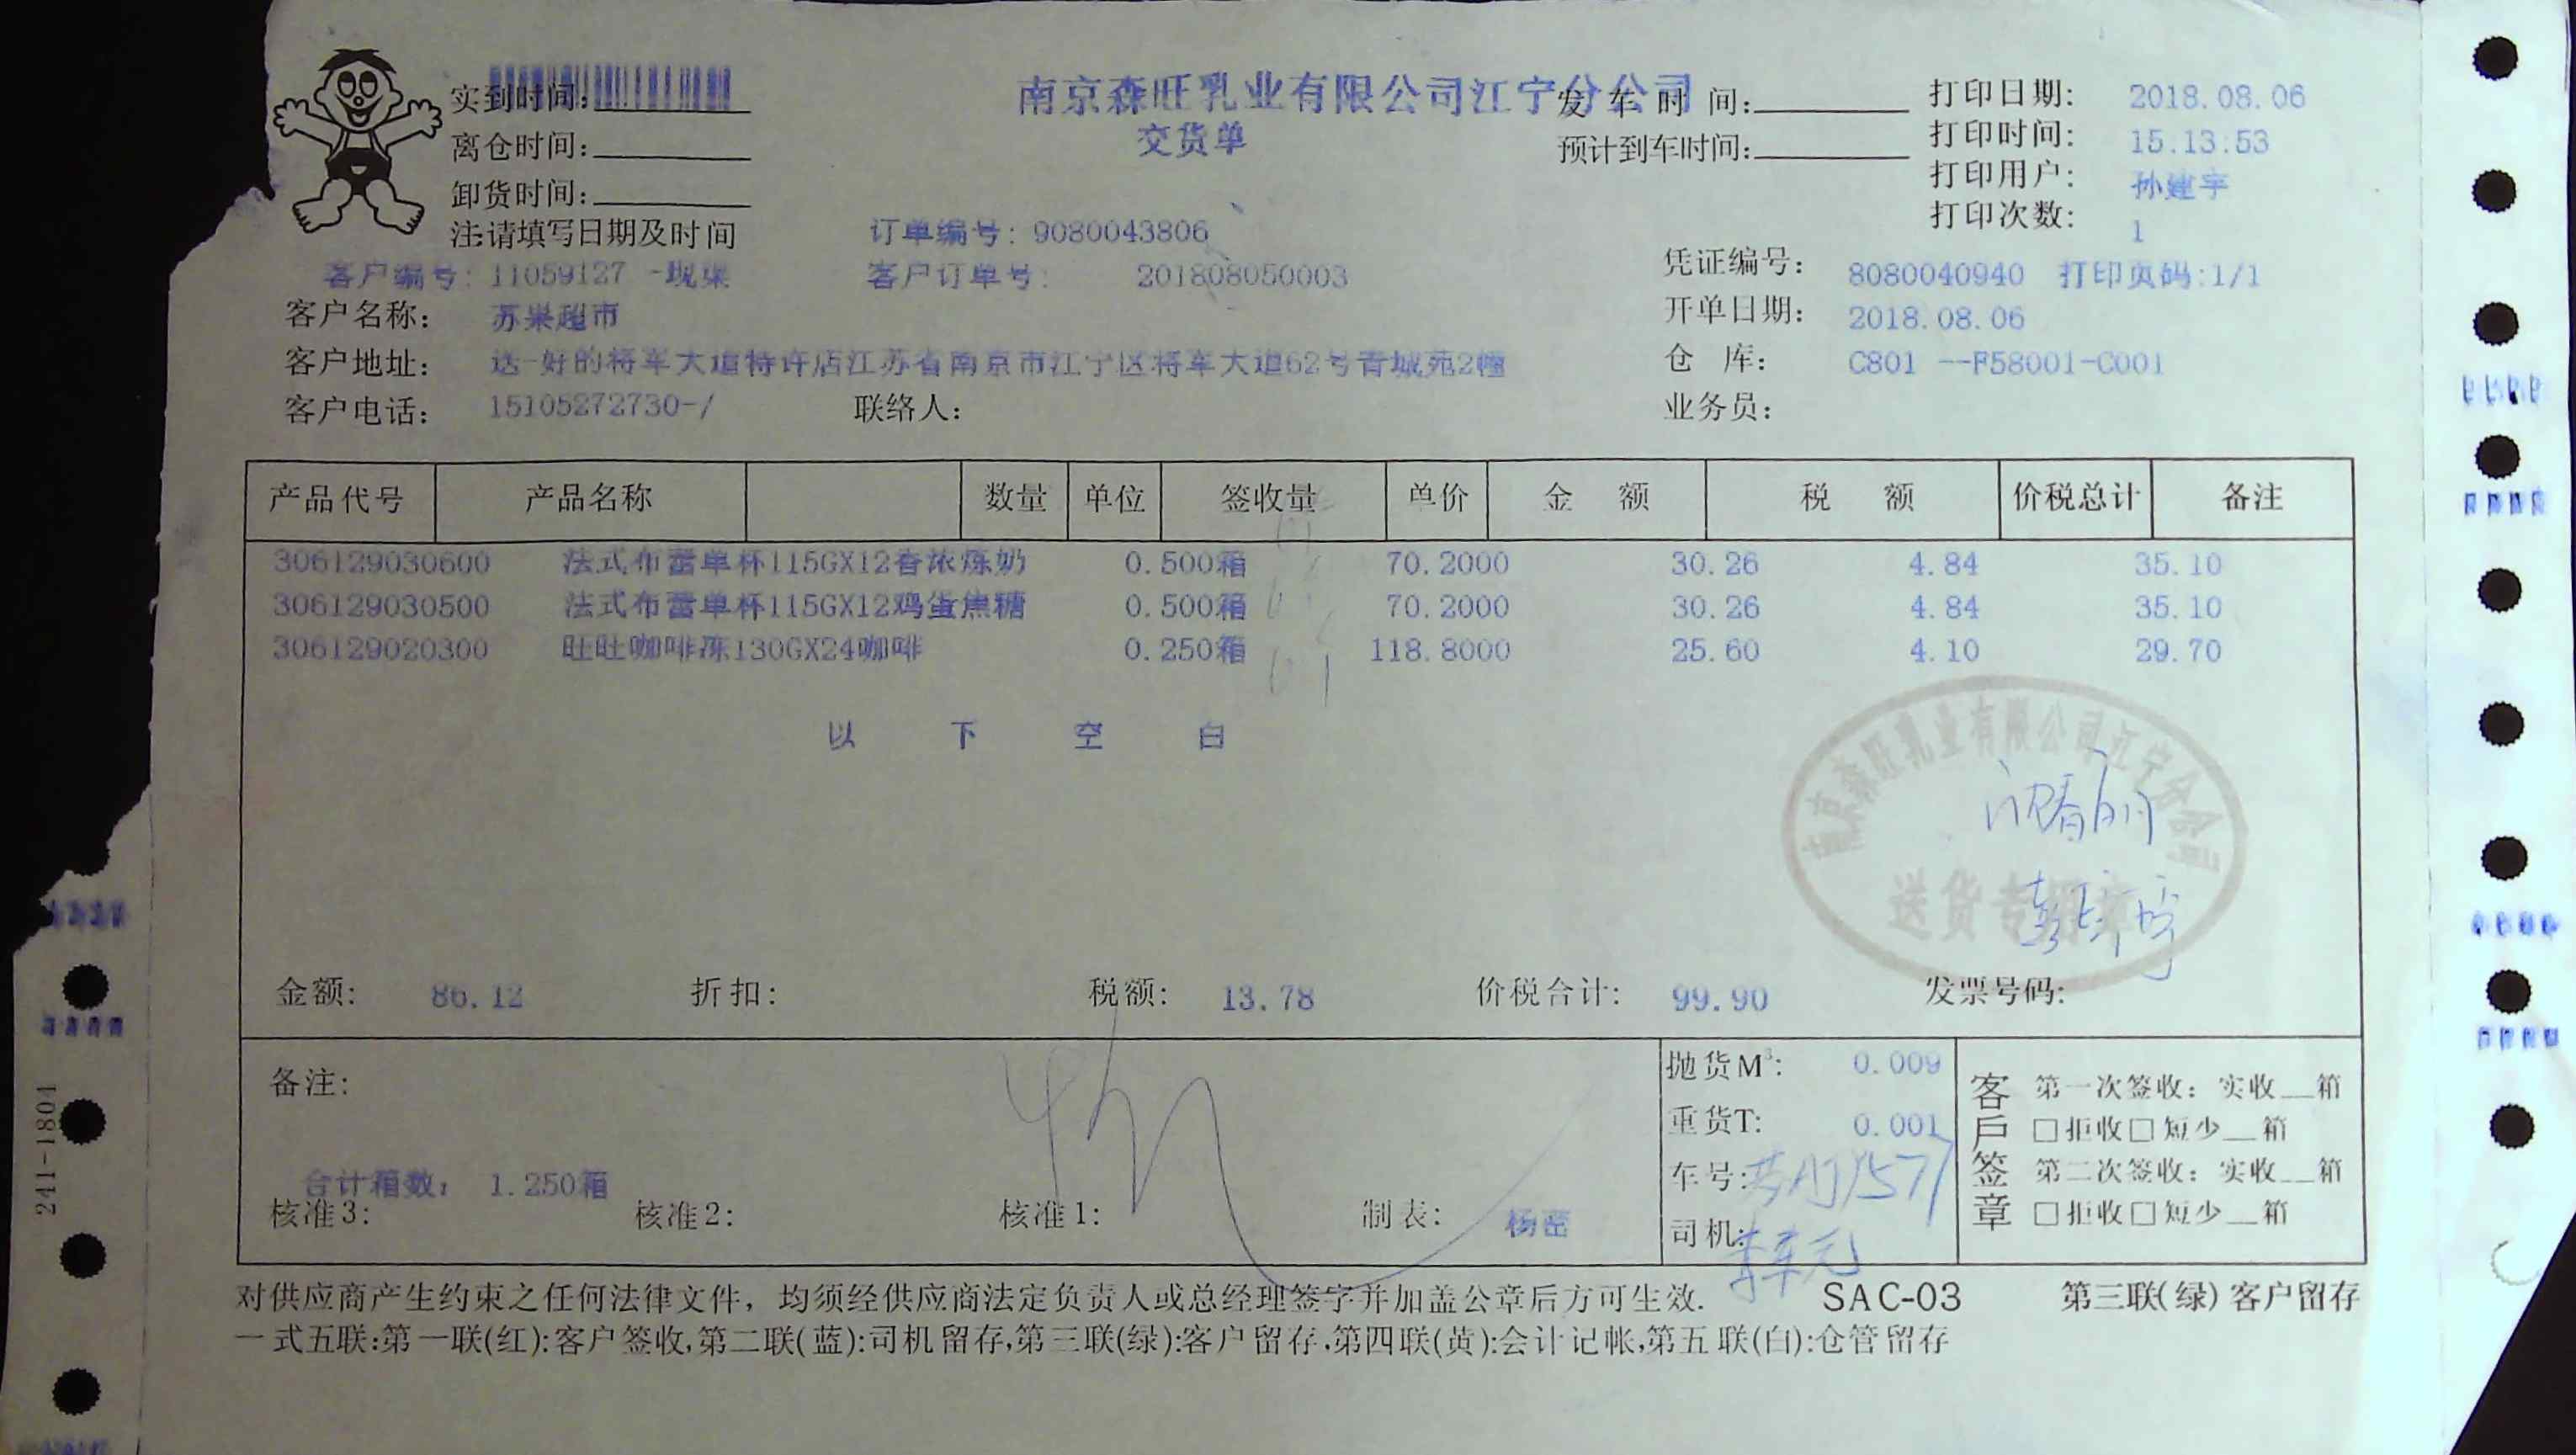 实到时间:
南京森旺乳业有限公司江宁分公司
发 车 时 间:
打印日期: 2018.08.06
离仓时间:
交货单
预计到车时间:
打印时间: 15:13:53
卸货时间:
打印用户: 孙建宇
注:请填写日期及时间
订单编号: 9080043806
打印次数: 1
客户编号: 11059127 -现渠
客户订单号: 201808050003
凭证编号: 8080040940 打印页码:1/1
客户名称: 苏果超市
开单日期: 2018.08.06
客户地址: 送-好的将军大道特许店江苏省南京市江宁区将军大道62号青城苑2幢
仓 库: C801 --F58001-C001
客户电话: 15105272730-/
联络人:
业务员:
产品代号 产品名称 数量 单位 签收量 单价 金 额 税 额 价税总计 备注
306129030600 法式布蕾单杯115GX12香浓炼奶 0.500箱 70.2000 30.26 4.84 35.10
306129030500 法式布蕾单杯115GX12鸡蛋焦糖 0.500箱 70.2000 30.26 4.84 35.10
306129020300 旺旺咖啡冻130GX24咖啡 0.250箱 118.8000 25.60 4.10 29.70
以 下 空 白
南京森旺乳业有限公司江宁分公司
送货专用章
金额: 86.12 折扣: 税额: 13.78 价税合计: 99.90 发票号码:
备注:
抛货M³: 0.009
重货T: 0.001
车号:
司机:
合计箱数: 1.250箱
核准3: 核准2: 核准1: 制表: 杨密
客户签章
第一次签收: 实收__箱
□拒收□短少__箱
第二次签收: 实收__箱
□拒收□短少__箱
对供应商产生约束之任何法律文件, 均须经供应商法定负责人或总经理签字并加盖公章后方可生效.
SAC-03
第三联(绿)客户留存
一式五联:第一联(红):客户签收,第二联(蓝):司机留存,第三联(绿):客户留存,第四联(黄):会计记帐,第五联(白):仓管留存
241-1804